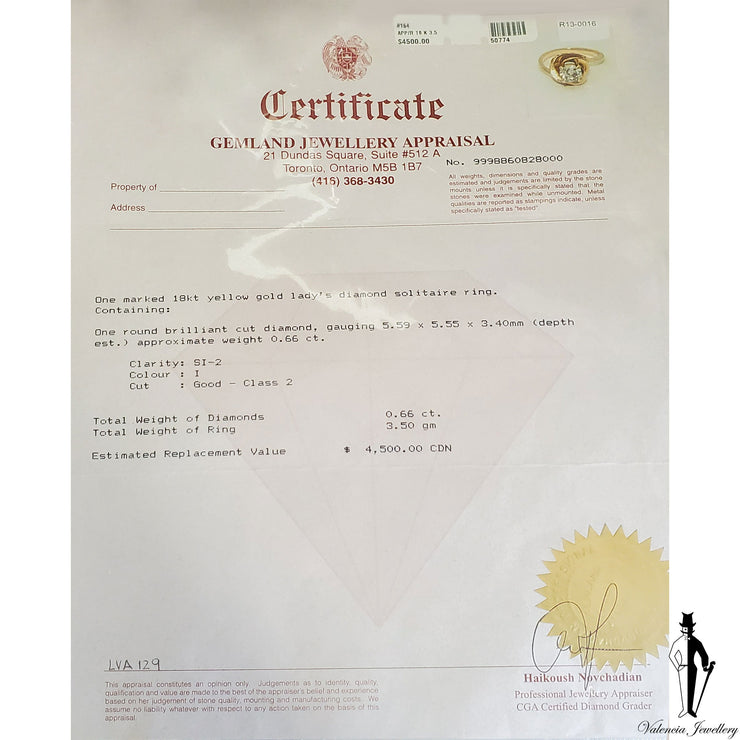 #164
APP/R 18 K 3.5
$4500.00
50774
R13-0016
Certificate
GEMLAND JEWELLERY APPRAISAL
21 Dundas Square, Suite #512 A
Toronto, Ontario M5B 1B7
(416) 368-3430
No. 9998860828000
Property of
Address
All weights, dimensions and quality grades are
estimated and judgements are limited by the stone
mounts unless it is specifically stated that the
stones were examined while unmounted. Metal
qualities are reported as stampings indicate, unless
specifically stated as "tested".
One marked 18kt yellow gold lady's diamond solitaire ring.
Containing:
One round brilliant cut diamond, gauging 5.59 x 5.55 x 3.40mm (depth
est.) approximate weight 0.66 ct.
Clarity: SI-2
Colour : I
Cut : Good - Class 2
Total Weight of Diamonds 0.66 ct.
Total Weight of Ring 3.50 gm
Estimated Replacement Value $ 4,500.00 CDN
LVA 129
This appraisal constitutes an opinion only. Judgements as to identity, quality,
qualification and value are made to the best of the appraiser's belief and experience
based on her judgement of stone quality, mounting and manufacturing costs. We
assume no liability whatever with respect to any action taken on the basis of this
appraisal.
Haikoush Novchadian
Professional Jewellery Appraiser
CGA Certified Diamond Grader
Valencia Jewellery